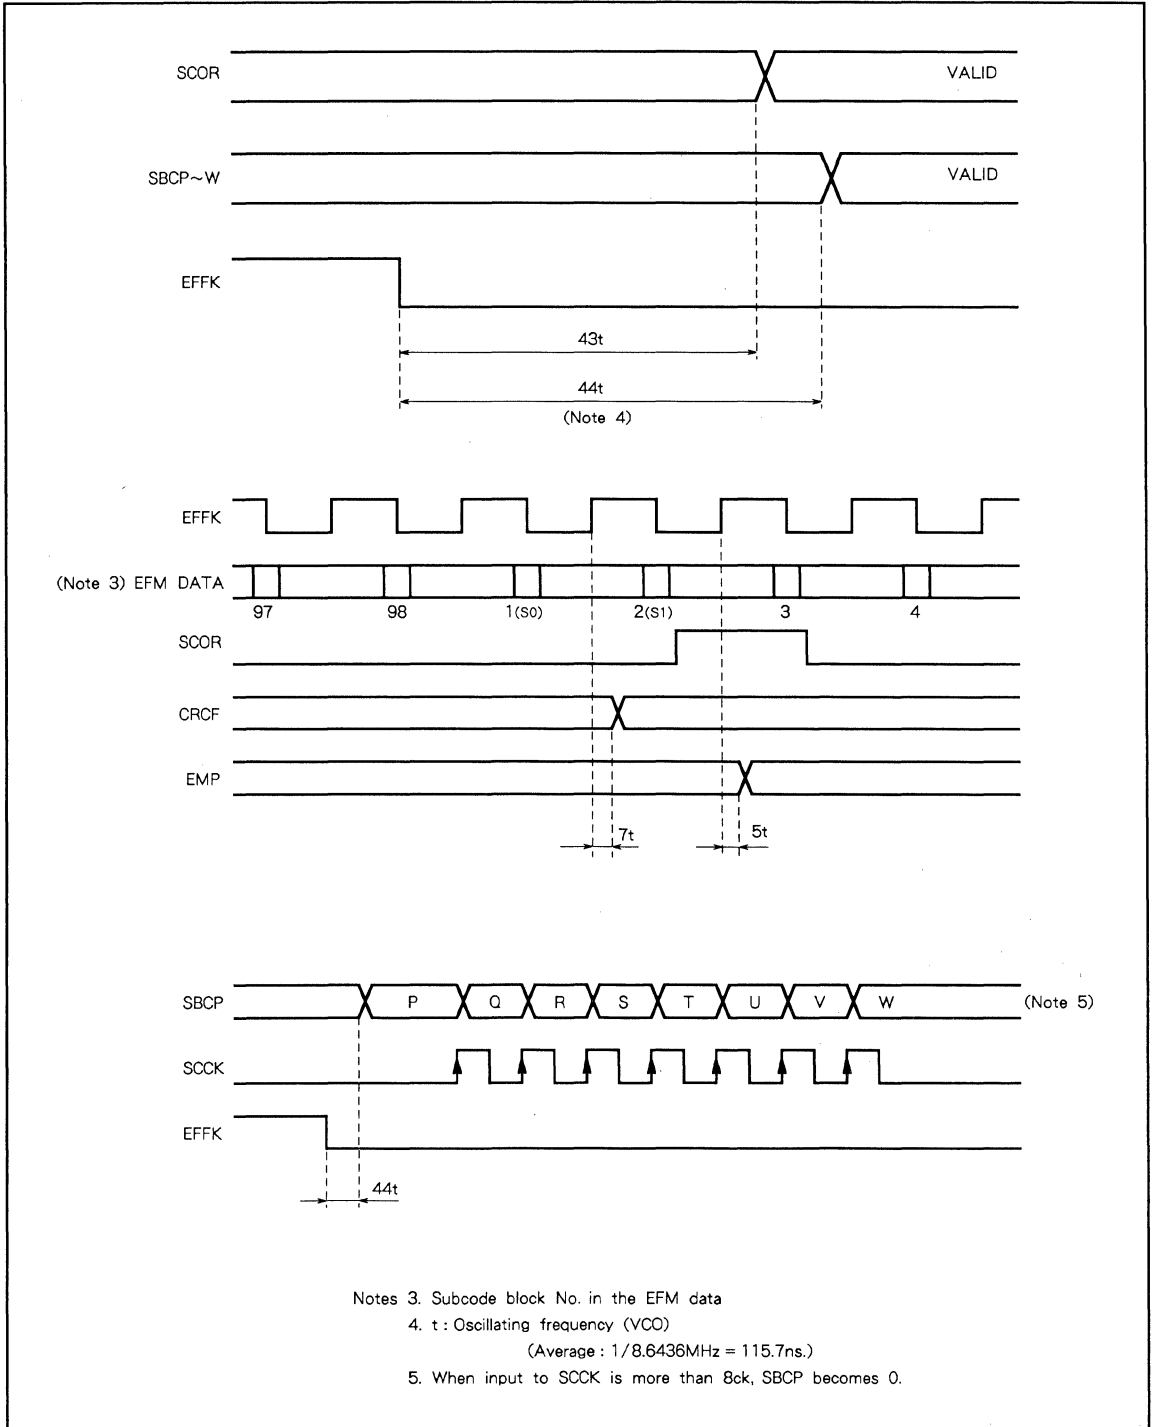 SCOR VALID
SBCP~W VALID
EFFK
43t
44t
(Note 4)
EFFK
(Note 3) EFM DATA
97 98 1(S0) 2(S1) 3 4
SCOR
CRCF
EMP
7t 5t
SBCP P Q R S T U V W (Note 5)
SCCK
EFFK
44t
Notes 3. Subcode block No. in the EFM data
4. t : Oscillating frequency (VCO)
(Average : 1/8.6436MHz = 115.7ns.)
5. When input to SCCK is more than 8ck, SBCP becomes 0.